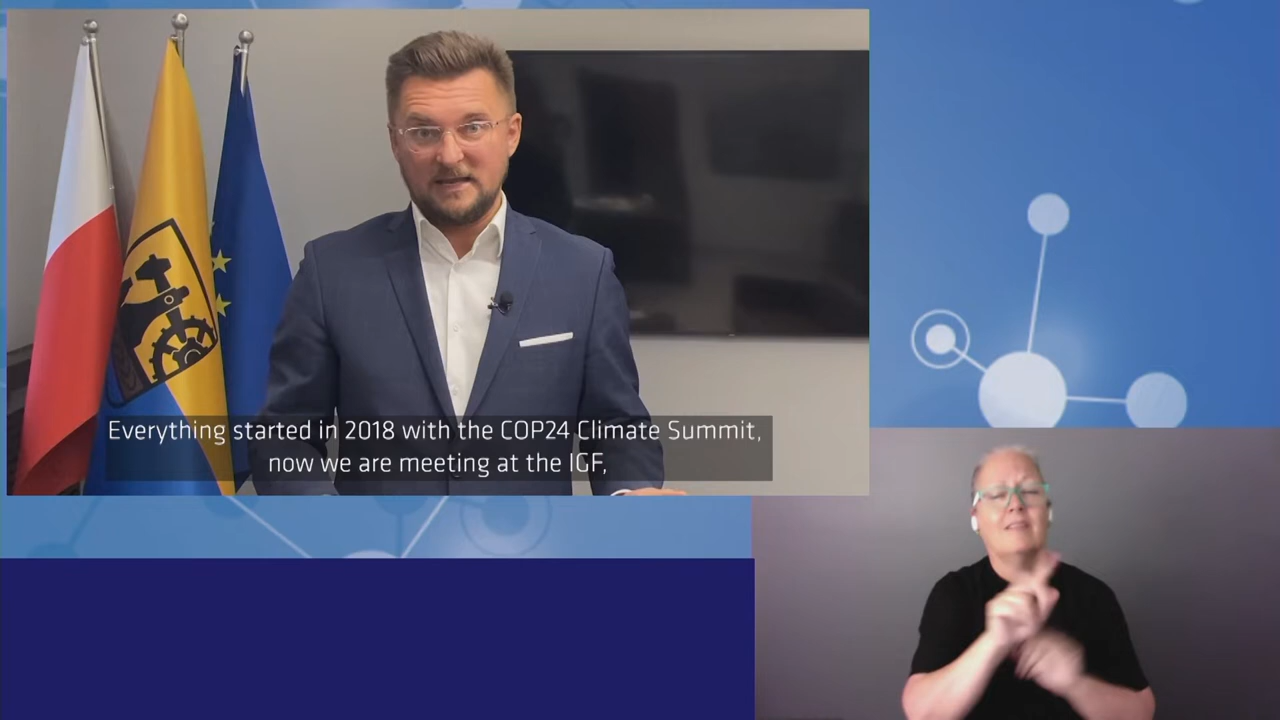 Everything started in 2018 with the COP24 Climate Summit,
now we are meeting at the IGF,